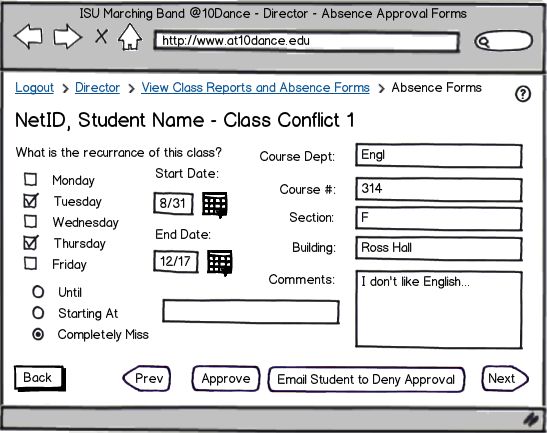 ISU Marching Band @10Dance - Director - Absence Approval Forms
http://www.at10dance.edu
Logout > Director > View Class Reports and Absence Forms > Absence Forms ?
NetID, Student Name - Class Conflict 1
What is the recurrance of this class?
Monday
Tuesday
Wednesday
Thursday
Friday
Until
Starting At
Completely Miss
Start Date:
8/31
End Date:
12/17
Course Dept: Engl
Course #: 314
Section: F
Building: Ross Hall
Comments: I don't like English...
Back Prev Approve Email Student to Deny Approval Next